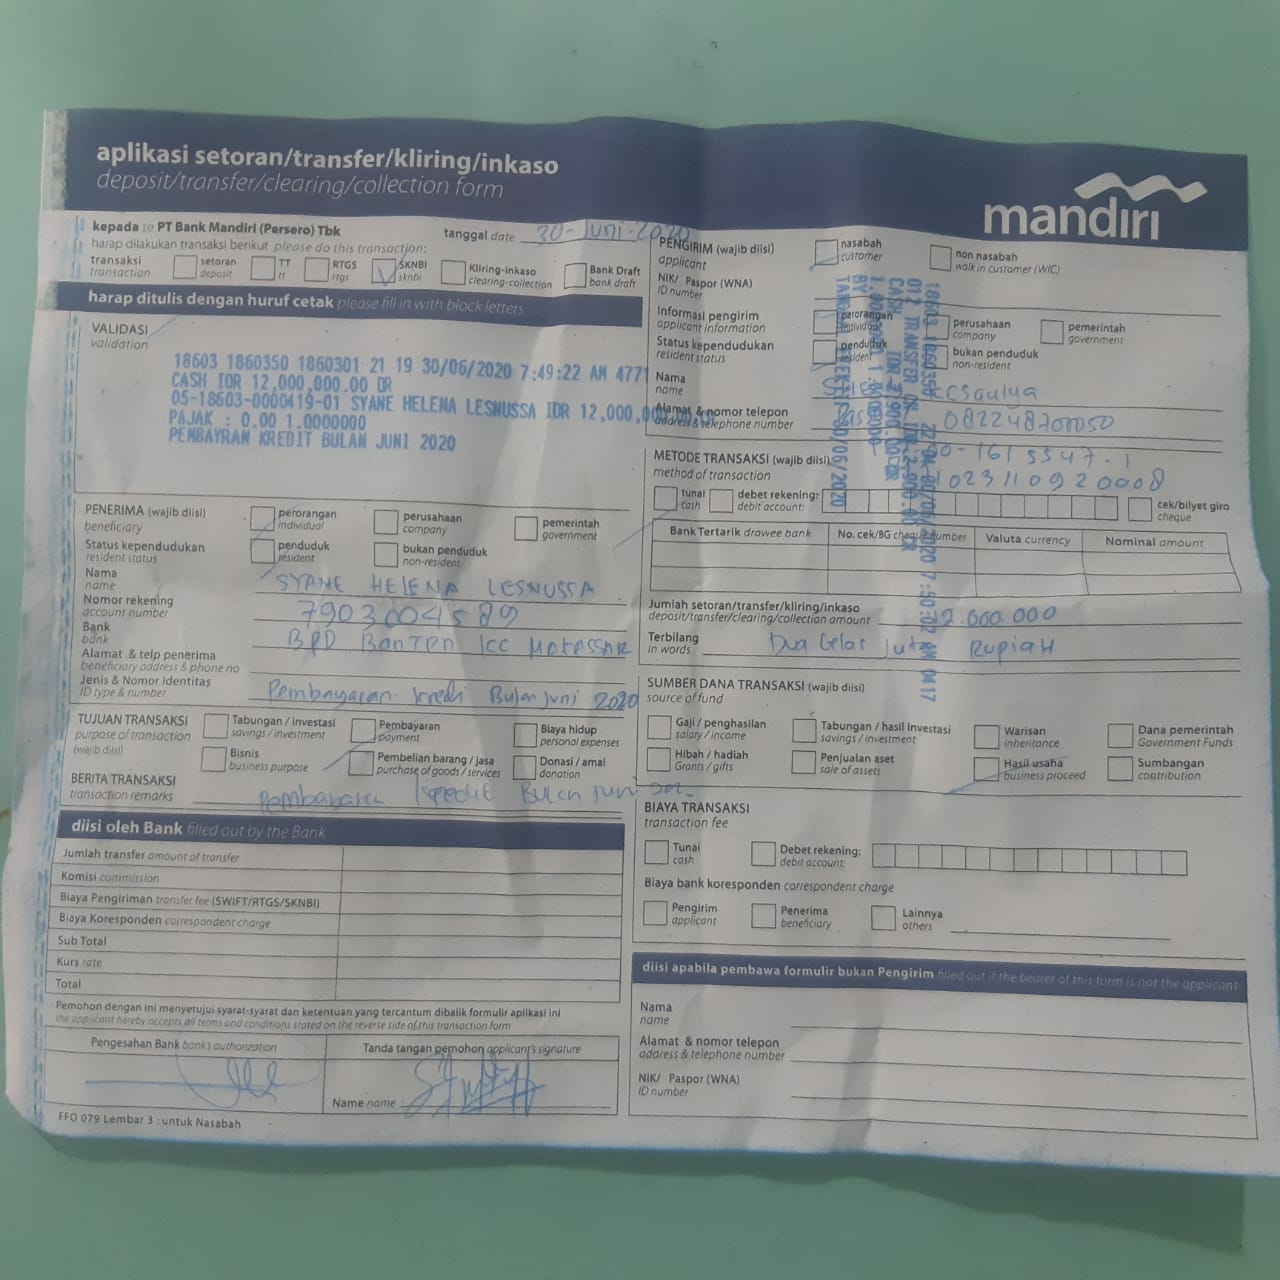 aplikasi setoran/transfer/kliring/inkaso
deposit/transfer/clearing/collection form
mandiri
kepada to PT Bank Mandiri (Persero) Tbk
tanggal date 30-Juni-2020
harap dilakukan transaksi berikut please do this transaction:
transaksi
transaction
setoran
deposit
TT
tt
RTGS
rtgs
SKNBI
sknbi
Kliring-inkaso
clearing-collection
Bank Draft
bank draft
harap ditulis dengan huruf cetak please fill in with block letters
VALIDASI
validation
18603 1860350 1860301 21 19 30/06/2020 7:49:22 AM 4771
CASH IDR 12,000,000.00 DR
05-18603-0000419-01 SYANE HELENA LESNUSSA IDR 12,000,
PAJAK : 0.00 1.0000000
PEMBAYRAN KREDIT BULAN JUNI 2020
PENERIMA (wajib diisi)
beneficiary
perorangan
individual
perusahaan
company
pemerintah
government
Status kependudukan
resident status
penduduk
resident
bukan penduduk
non-resident
Nama
name
SYANE HELENA LESNUSSA
Nomor rekening
account number
7903004589
Bank
bank
BPD Banten KCC Makassar
Alamat & telp penerima
beneficiary address & phone no
Jenis & Nomor Identitas
ID type & number
Pembayaran kredi Bulan Juni 2020
TUJUAN TRANSAKSI
purpose of transaction
(wajib diisi)
Tabungan / Investasi
savings / investment
Pembayaran
payment
Biaya hidup
personal expenses
Bisnis
business purpose
Pembelian barang / jasa
purchase of goods / services
Donasi / amal
donation
BERITA TRANSAKSI
transaction remarks
Bulan Juni
diisi oleh Bank filled out by the Bank
Jumlah transfer amount of transfer
Komisi commission
Biaya Pengiriman transfer fee (SWIFT/RTGS/SKNBI)
Biaya Koresponden correspondent charge
Sub Total
Kurs rate
Total
Pemohon dengan ini menyetujui syarat-syarat dan ketentuan yang tercantum dibalik formulir aplikasi ini
the applicant hereby accepts all terms and conditions stated on the reverse side of this transaction form
Pengesahan Bank bank's authorization
Tanda tangan pemohon applicant's signature
Name name :
FFO 079 Lembar 3 : untuk Nasabah
PENGIRIM (wajib diisi)
applicant
nasabah
customer
non nasabah
walk in customer (WIC)
NIK/ Paspor (WNA)
ID number
Informasi pengirim
applicant information
perorangan
individual
perusahaan
company
pemerintah
government
Status kependudukan
resident status
penduduk
resident
bukan penduduk
non-resident
Nama
name
Alamat & nomor telepon
address & telephone number
082248700050
METODE TRANSAKSI (wajib diisi)
method of transaction
tunai
cash
debet rekening:
debit account:
cek/bilyet giro
cheque
Bank Tertarik drawee bank
No. cek/BG cheque number
Valuta currency
Nominal amount
Jumlah setoran/transfer/kliring/inkaso
deposit/transfer/clearing/collection amount
12.000.000
Terbilang
in words
Dua belas Juta Rupiah
SUMBER DANA TRANSAKSI (wajib diisi)
source of fund
Gaji / penghasilan
salary / income
Tabungan / hasil investasi
savings / investment
Warisan
inheritance
Dana pemerintah
Government Funds
Hibah / hadiah
Grants / gifts
Penjualan aset
sale of assets
Hasil usaha
business proceed
Sumbangan
contribution
BIAYA TRANSAKSI
transaction fee
Tunai
cash
Debet rekening:
debit account:
Biaya bank koresponden correspondent charge
Pengirim
applicant
Penerima
beneficiary
Lainnya
others
diisi apabila pembawa formulir bukan Pengirim filled out if the bearer of this form is not the applicant
Nama
name
Alamat & nomor telepon
address & telephone number
NIK/ Paspor (WNA)
ID number